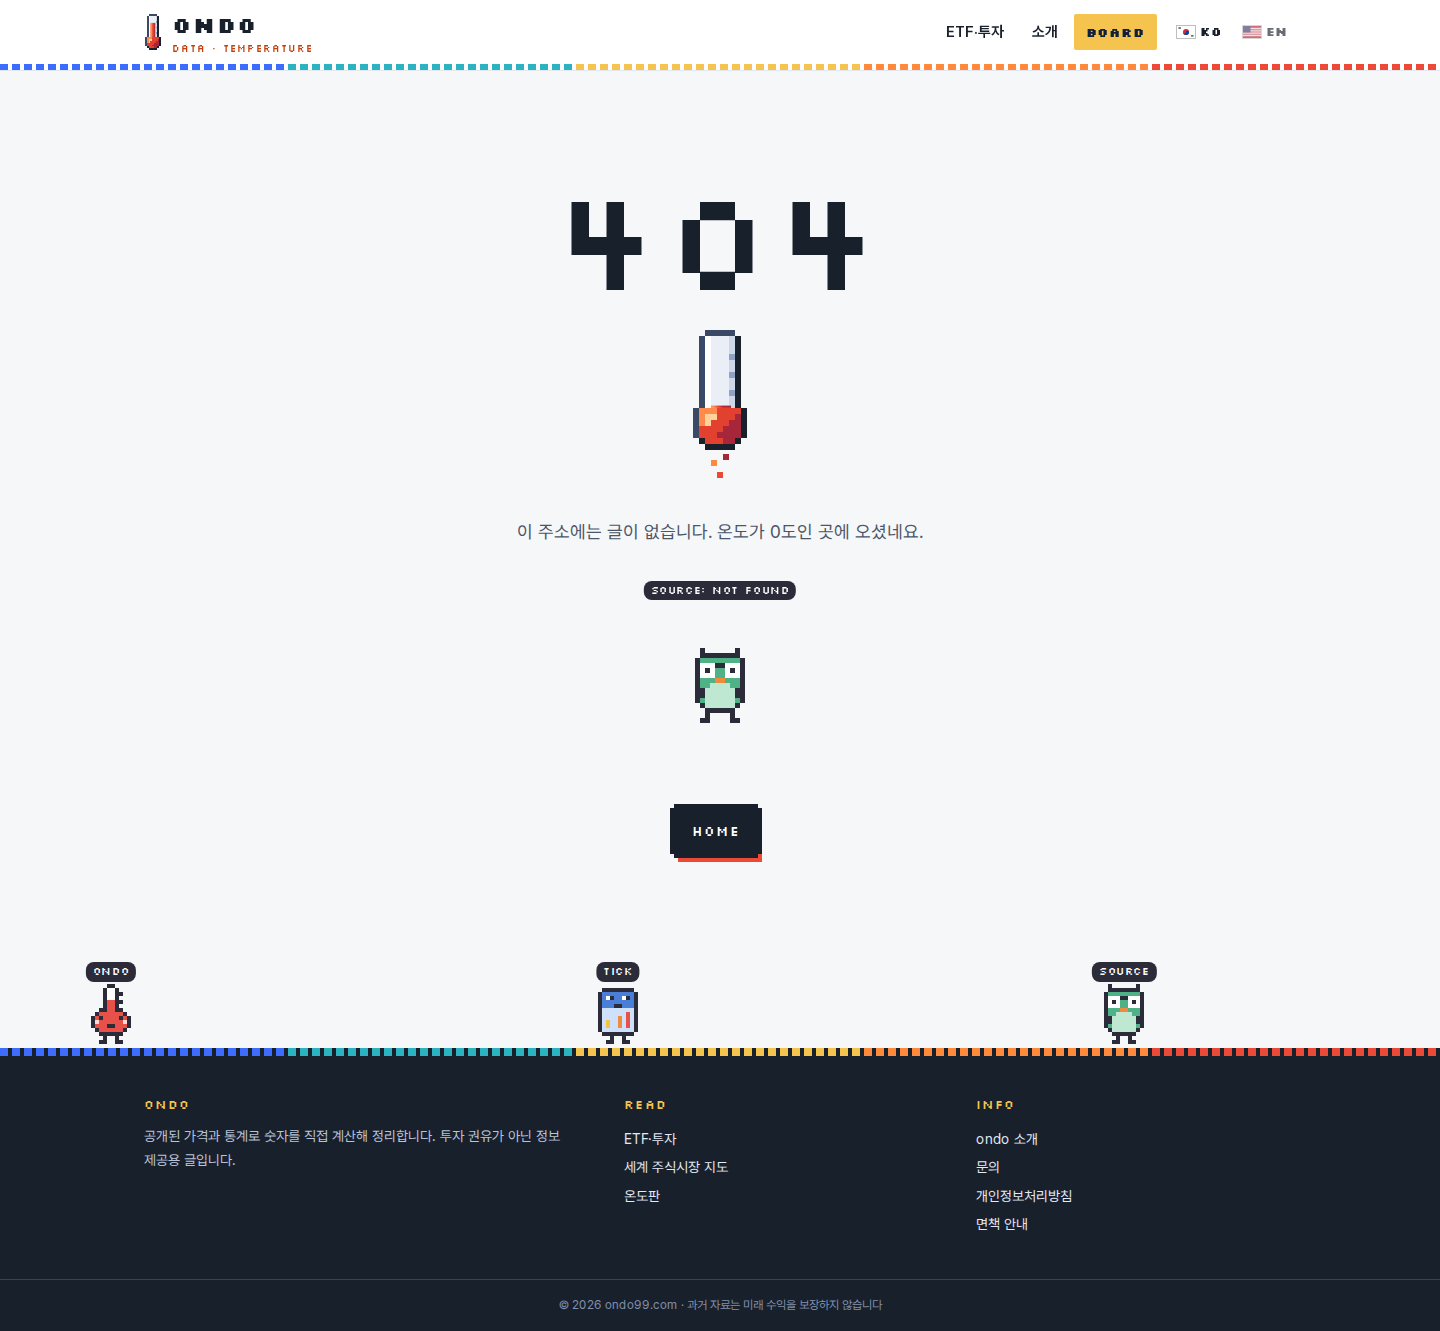 ONDO
DATA · TEMPERATURE
ETF·투자
소개
BOARD
KO
EN
404
이 주소에는 글이 없습니다. 온도가 0도인 곳에 오셨네요.
SOURCE: NOT FOUND
HOME
ONDO
TICK
SOURCE
ONDO
공개된 가격과 통계로 숫자를 직접 계산해 정리합니다. 투자 권유가 아닌 정보
제공용 글입니다.
READ
ETF·투자
세계 주식시장 지도
온도판
INFO
ondo 소개
문의
개인정보처리방침
면책 안내
© 2026 ondo99.com · 과거 자료는 미래 수익을 보장하지 않습니다